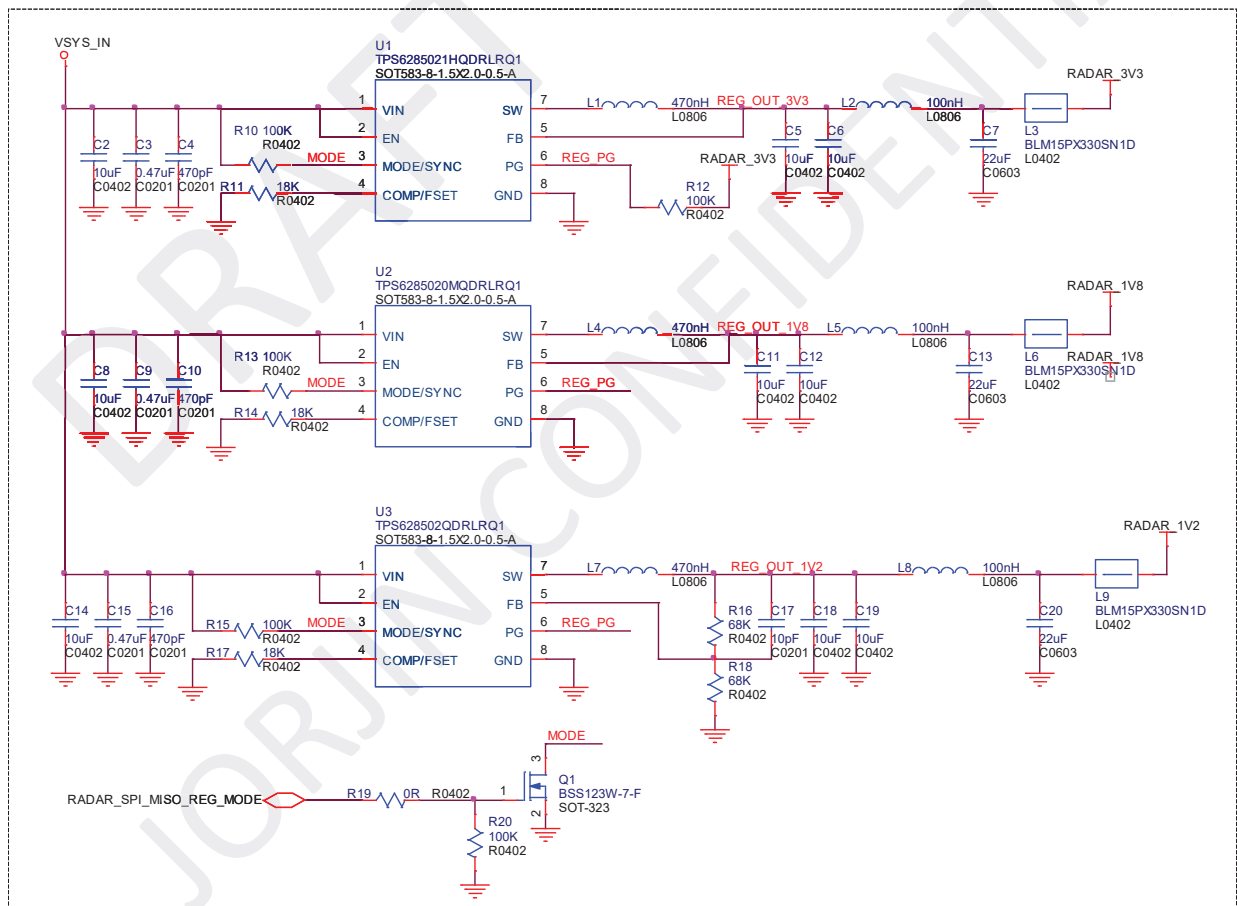 DRAFT
JORJIN CONFIDENTI
VSYS_IN
U1
TPS6285021HQDRLRQ1
SOT583-8-1.5X2.0-0.5-A
1 VIN SW 7
2 EN FB 5
3 MODE/SYNC PG 6
4 COMP/FSET GND 8
C2
10uF
C0402
C3
0.47uF
C0201
C4
470pF
C0201
R10 100K
R0402
MODE
R11 18K
R0402
L1 470nH
L0806
REG_OUT_3V3
REG_PG
RADAR_3V3
R12
100K
R0402
C5
10uF
C0402
C6
10uF
C0402
L2 100nH
L0806
C7
22uF
C0603
RADAR_3V3
L3
BLM15PX330SN1D
L0402
U2
TPS6285020MQDRLRQ1
SOT583-8-1.5X2.0-0.5-A
1 VIN SW 7
2 EN FB 5
3 MODE/SYNC PG 6
4 COMP/FSET GND 8
C8
10uF
C0402
C9
0.47uF
C0201
C10
470pF
C0201
R13 100K
R0402
MODE
R14 18K
R0402
L4 470nH
L0806
REG_OUT_1V8
REG_PG
C11
10uF
C0402
C12
10uF
C0402
L5 100nH
L0806
C13
22uF
C0603
RADAR_1V8
L6
RADAR_1V8
BLM15PX330SN1D
L0402
U3
TPS628502QDRLRQ1
SOT583-8-1.5X2.0-0.5-A
1 VIN SW 7
2 EN FB 5
3 MODE/SYNC PG 6
4 COMP/FSET GND 8
C14
10uF
C0402
C15
0.47uF
C0201
C16
470pF
C0201
R15 100K
R0402
MODE
R17 18K
R0402
L7 470nH
L0806
REG_OUT_1V2
REG_PG
R16
68K
R0402
R18
68K
R0402
C17
10pF
C0201
C18
10uF
C0402
C19
10uF
C0402
L8 100nH
L0806
C20
22uF
C0603
RADAR_1V2
L9
BLM15PX330SN1D
L0402
MODE
3
Q1
BSS123W-7-F
SOT-323
1
2
RADAR_SPI_MISO_REG_MODE
R19 0R R0402
R20
100K
R0402